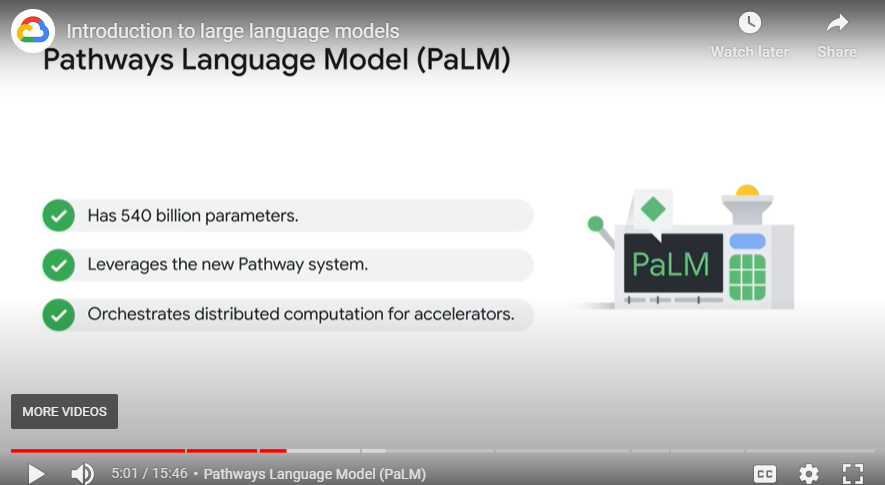 Introduction to large language models
Watch later
Share
Pathways Language Model (PaLM)
Has 540 billion parameters.
Leverages the new Pathway system.
Orchestrates distributed computation for accelerators.
PaLM
MORE VIDEOS
5:01 / 15:46 • Pathways Language Model (PaLM)
CC